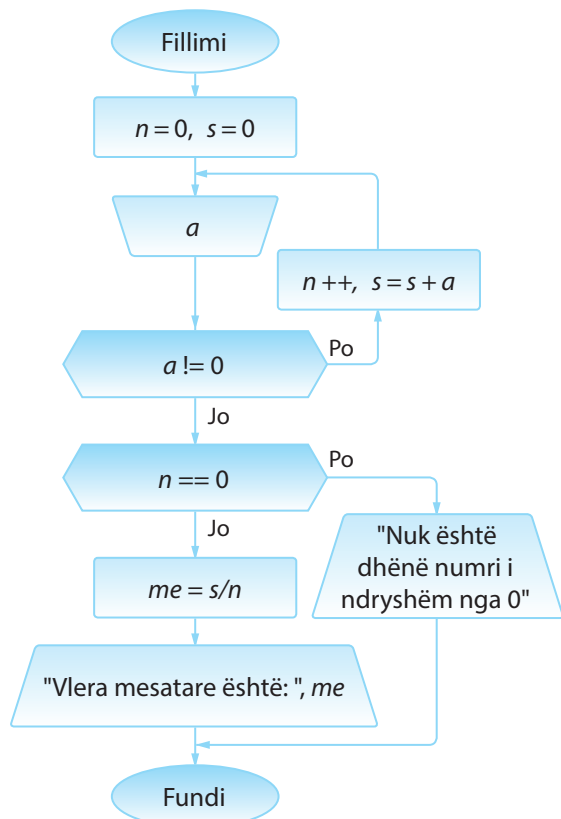 Fillimi
n = 0, s = 0
a
n ++, s = s + a
a != 0
Po
Jo
n == 0
Po
Jo
"Nuk është
dhënë numri i
ndryshëm nga 0"
me = s/n
"Vlera mesatare është: ", me
Fundi